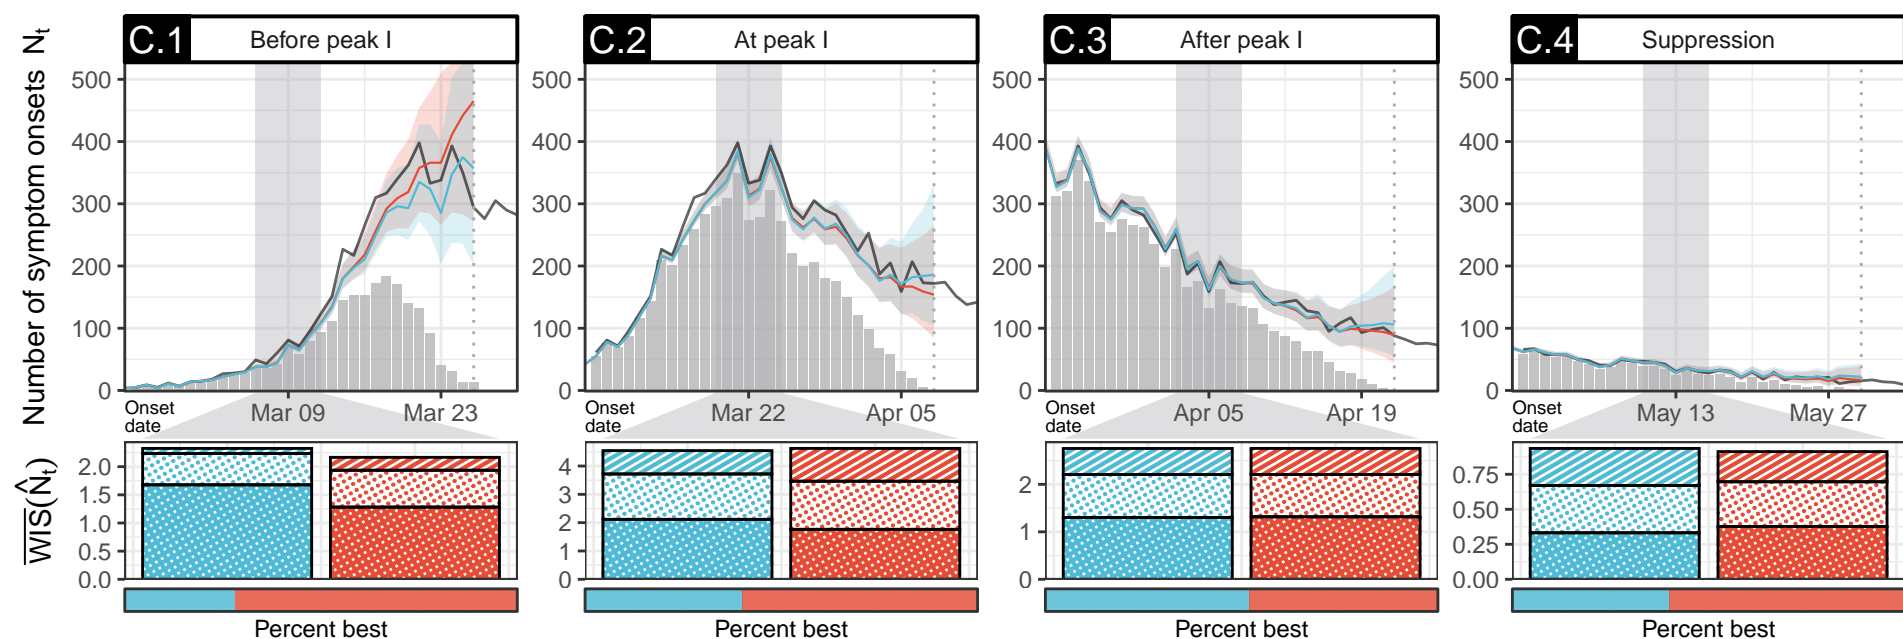 Number of symptom onsets Nt
C.1 Before peak I
500
400
300
200
100
0
Onset date
Mar 09 Mar 23
C.2 At peak I
500
400
300
200
100
0
Onset date
Mar 22 Apr 05
C.3 After peak I
500
400
300
200
100
0
Onset date
Apr 05 Apr 19
C.4 Suppression
500
400
300
200
100
0
Onset date
May 13 May 27
WIS(N̂t)
2.0
1.5
1.0
0.5
0.0
Percent best
4
3
2
1
0
Percent best
2
1
0
Percent best
0.75
0.50
0.25
0.00
Percent best